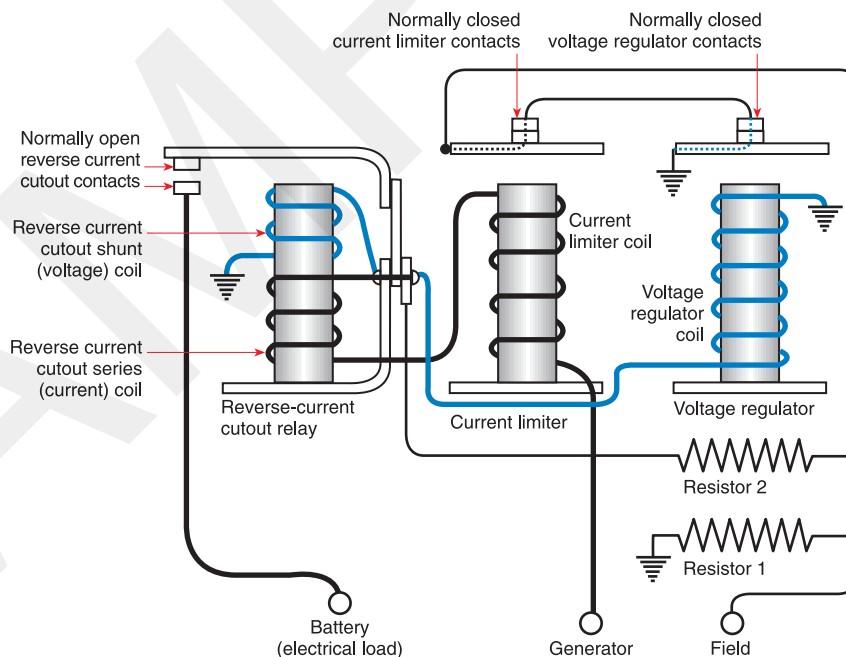 Normally closed
current limiter contacts
Normally closed
voltage regulator contacts
Normally open
reverse current
cutout contacts
Reverse current
cutout shunt
(voltage) coil
Current
limiter coil
Voltage
regulator
coil
Reverse current
cutout series
(current) coil
Reverse-current
cutout relay
Current limiter
Voltage regulator
Resistor 2
Resistor 1
Battery
(electrical load)
Generator
Field